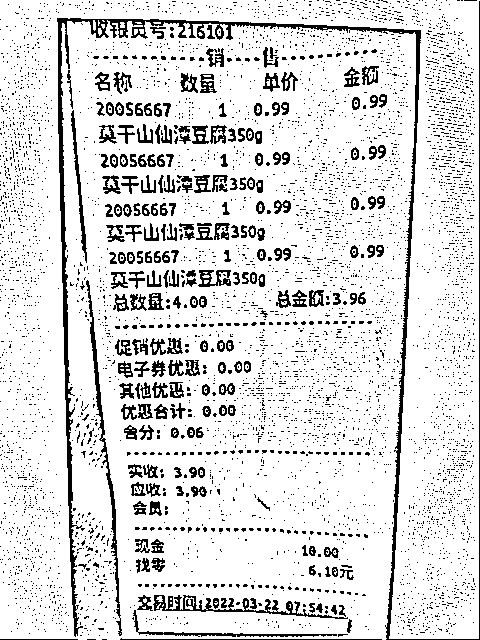 收银员号:216101
销 售
名称 数量 单价 金额
20056667 1 0.99 0.99
莫干山仙潭豆腐350g
20056667 1 0.99 0.99
莫干山仙潭豆腐350g
20056667 1 0.99 0.99
莫干山仙潭豆腐350g
20056667 1 0.99 0.99
莫干山仙潭豆腐350g
总数量:4.00 总金额:3.96
促销优惠: 0.00
电子券优惠: 0.00
其他优惠: 0.00
优惠合计: 0.00
舍分: 0.06
实收: 3.90
应收: 3.90
会员:
现金 10.00
找零 6.10元
交易时间:2022-03-22 07:54:42